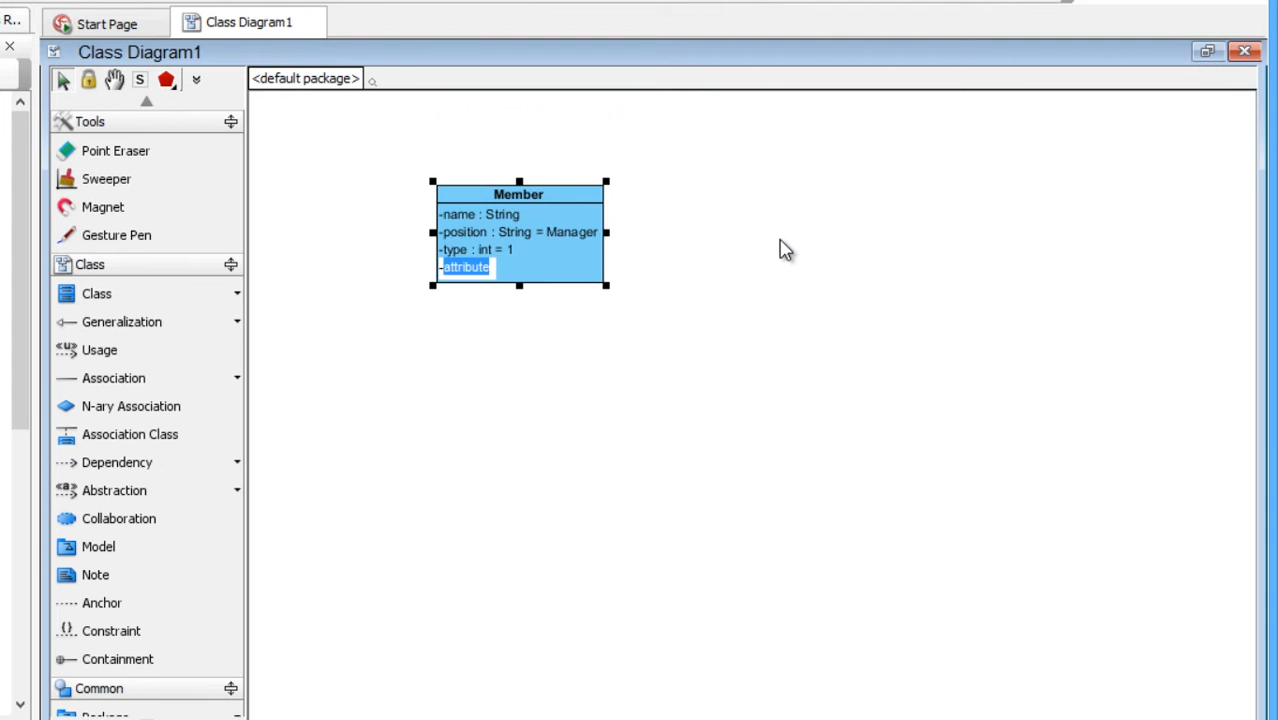 R..
Start Page
Class Diagram1
Class Diagram1
S
<default package>
Tools
Point Eraser
Sweeper
Magnet
Gesture Pen
Class
Class
Generalization
<u> Usage
Association
N-ary Association
Association Class
Dependency
<a> Abstraction
Collaboration
Model
Note
Anchor
{} Constraint
Containment
Common
Package
Member
-name : String
-position : String = Manager
-type : int = 1
-attribute